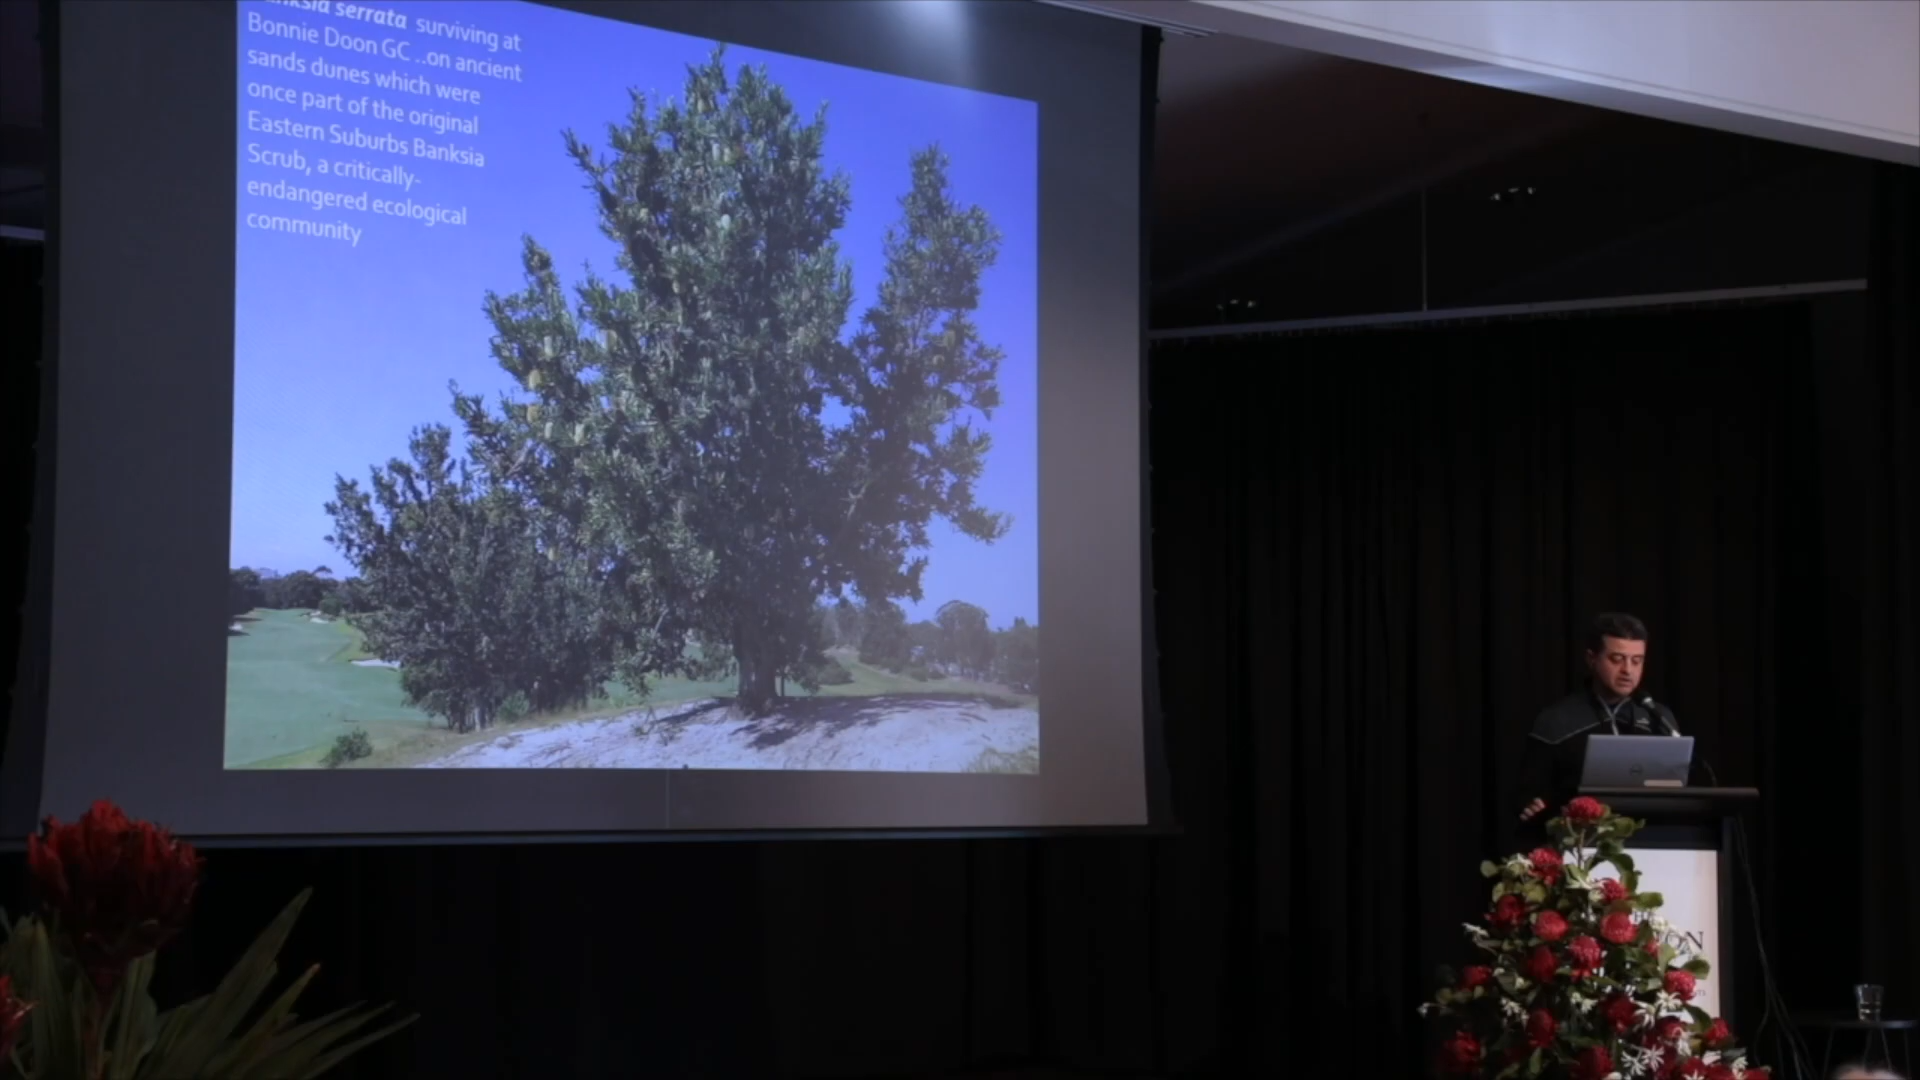 serrata surviving at
Bonnie Doon GC ..on ancient
sands dunes which were
once part of the original
Eastern Suburbs Banksia
Scrub, a critically-
endangered ecological
community